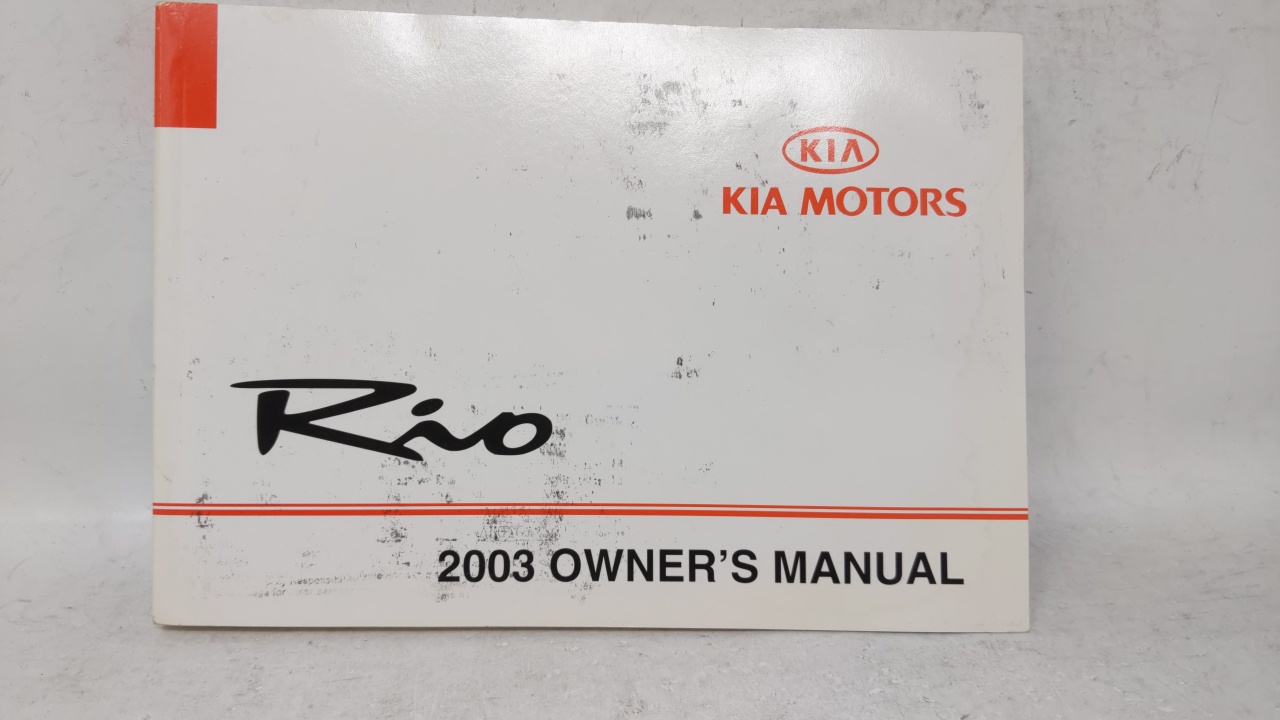 KIA
KIA MOTORS
Rio
2003 OWNER'S MANUAL